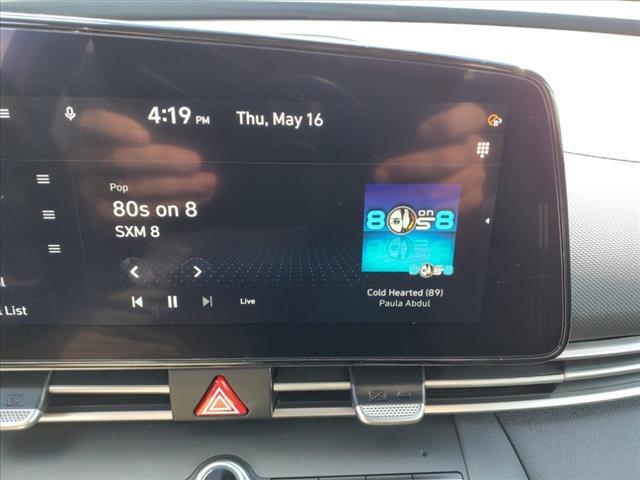 4:19 PM
Thu, May 16
Pop
80s on 8
SXM 8
8 on 8
Live
Cold Hearted (89)
Paula Abdul
List